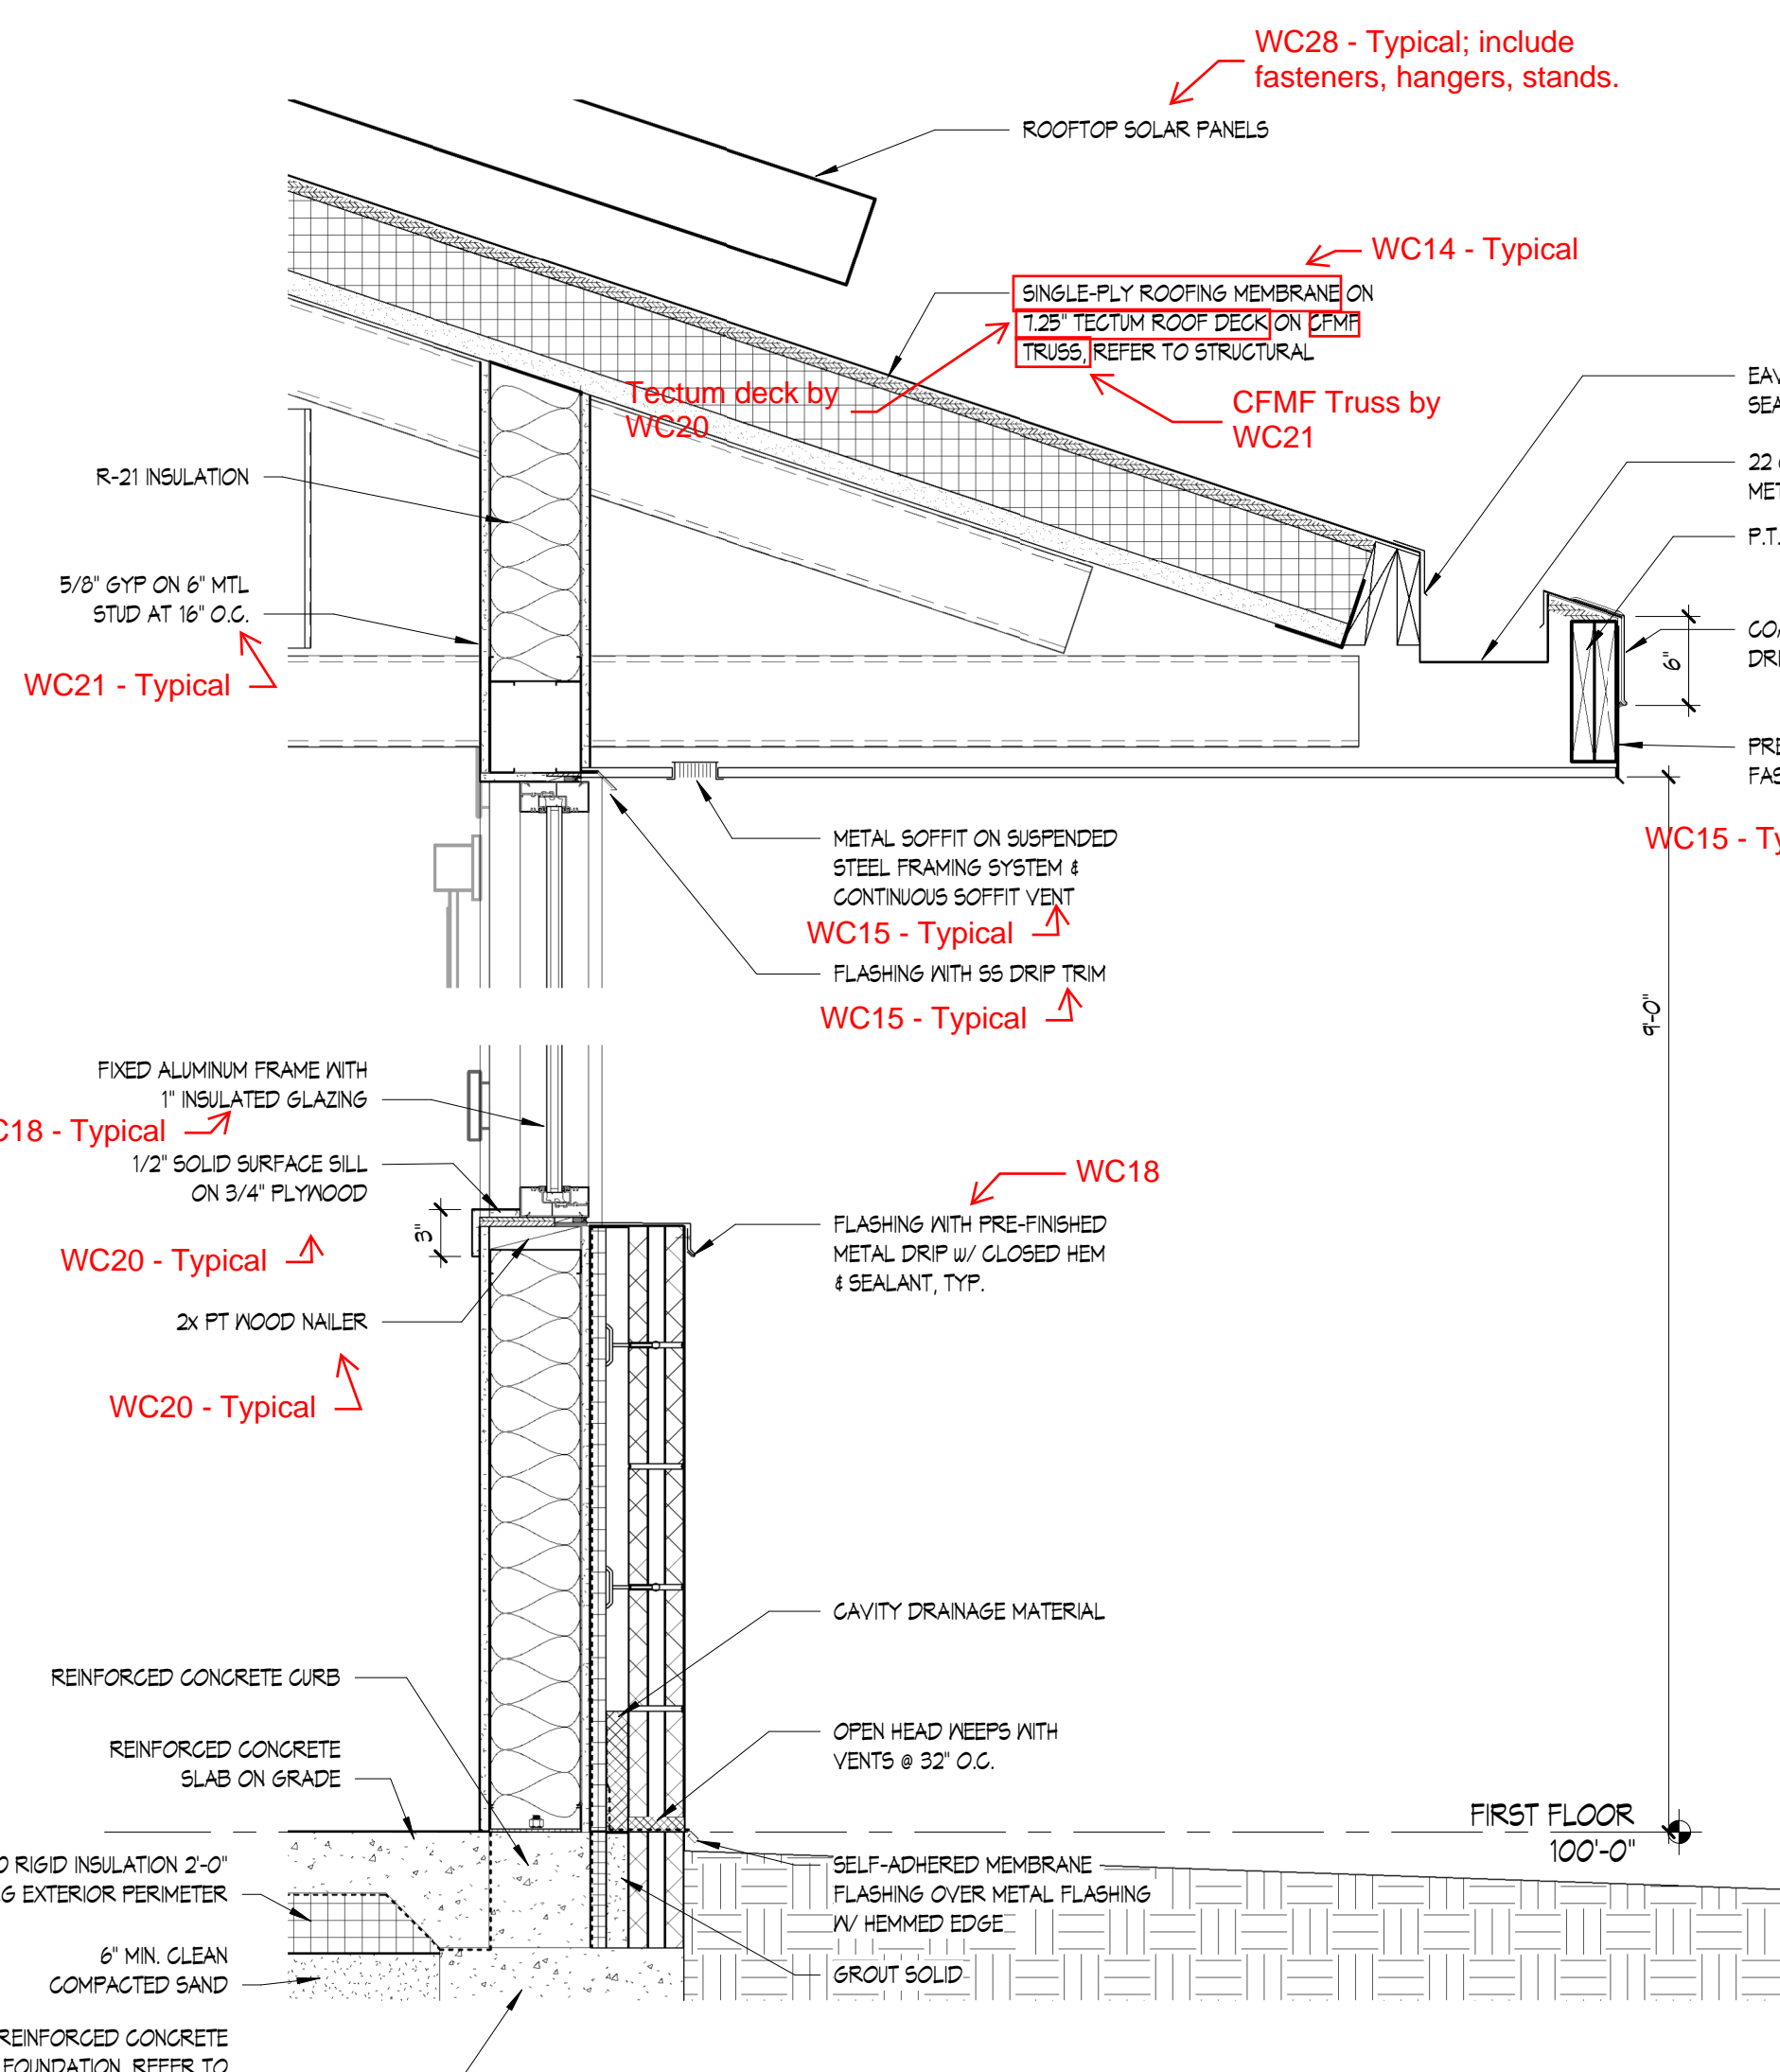 WC28 - Typical; include
fasteners, hangers, stands.
ROOFTOP SOLAR PANELS
WC14 - Typical
SINGLE-PLY ROOFING MEMBRANE ON
7.25" TECTUM ROOF DECK ON CFMF
TRUSS, REFER TO STRUCTURAL
Tectum deck by
WC20
CFMF Truss by
WC21
R-21 INSULATION
22
P.T.
5/8" GYP ON 6" MTL
STUD AT 16" O.C.
WC21 - Typical
6"
WC15 - Ty
METAL SOFFIT ON SUSPENDED
STEEL FRAMING SYSTEM &
CONTINUOUS SOFFIT VENT
WC15 - Typical
FLASHING WITH SS DRIP TRIM
WC15 - Typical
9'-0"
FIXED ALUMINUM FRAME WITH
1" INSULATED GLAZING
C18 - Typical
1/2" SOLID SURFACE SILL
ON 3/4" PLYWOOD
3"
WC20 - Typical
2x PT WOOD NAILER
WC20 - Typical
WC18
FLASHING WITH PRE-FINISHED
METAL DRIP W/ CLOSED HEM
& SEALANT, TYP.
CAVITY DRAINAGE MATERIAL
REINFORCED CONCRETE CURB
OPEN HEAD WEEPS WITH
VENTS @ 32" O.C.
REINFORCED CONCRETE
SLAB ON GRADE
FIRST FLOOR
100'-0"
RIGID INSULATION 2'-0"
EXTERIOR PERIMETER
SELF-ADHERED MEMBRANE
FLASHING OVER METAL FLASHING
W/ HEMMED EDGE
6" MIN. CLEAN
COMPACTED SAND
GROUT SOLID
REINFORCED CONCRETE
FOUNDATION, REFER TO